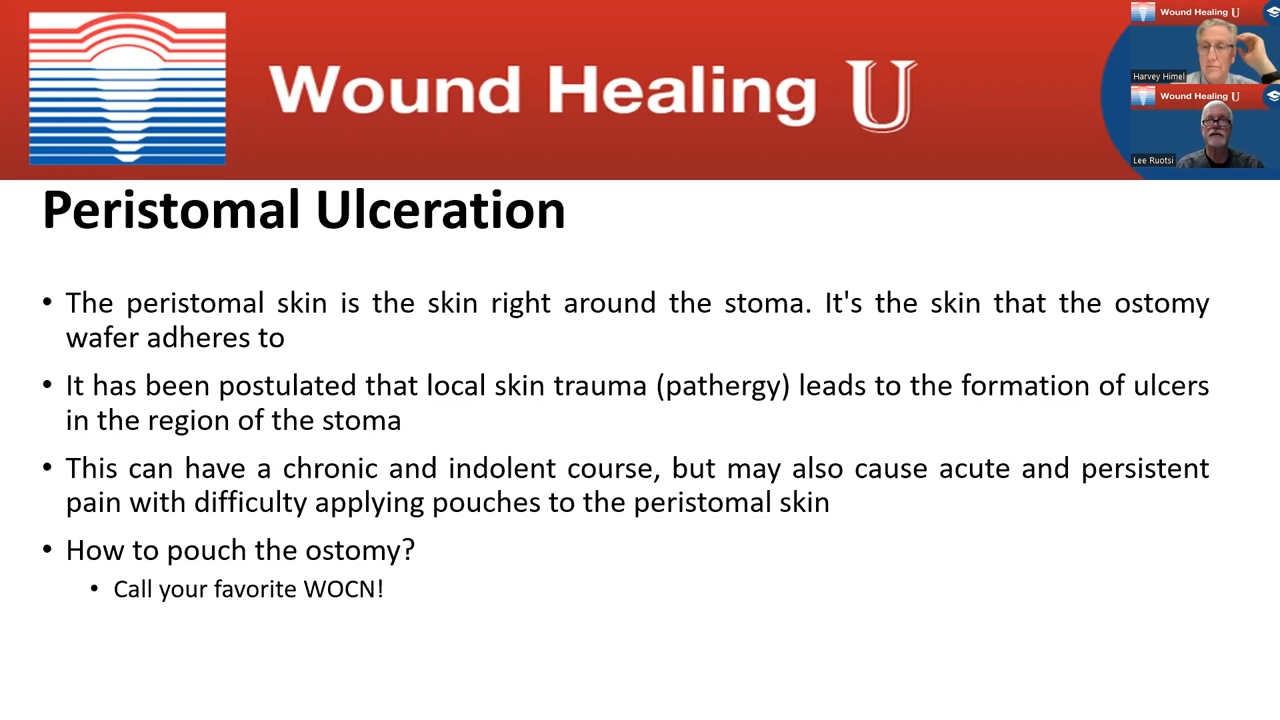 Wound Healing U
Wound Healing U
Harvey Himel
Wound Healing U
Lee Ruotsi
Peristomal Ulceration
• The peristomal skin is the skin right around the stoma. It's the skin that the ostomy
wafer adheres to
• It has been postulated that local skin trauma (pathergy) leads to the formation of ulcers
in the region of the stoma
• This can have a chronic and indolent course, but may also cause acute and persistent
pain with difficulty applying pouches to the peristomal skin
• How to pouch the ostomy?
• Call your favorite WOCN!